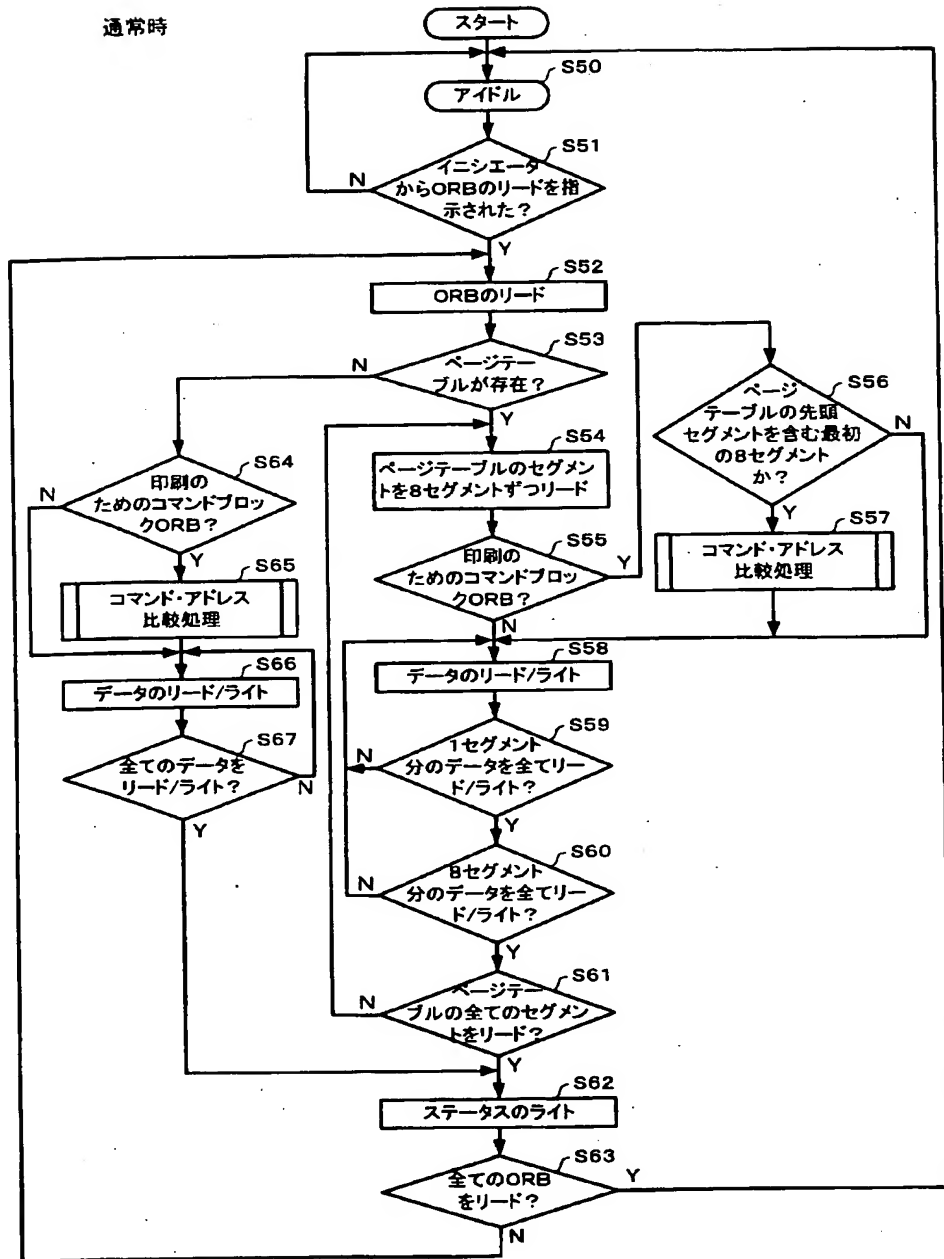 通常時
スタート
S50
アイドル
S51
イニシエータ
からORBのリードを指
示された?
N
Y
S52
ORBのリード
S53
ページテー
ブルが存在?
N
Y
S54
ページテーブルのセグメン
トを8セグメントずつリード
S55
印刷の
ためのコマンドブロッ
クORB?
Y
N
S56
ページ
テーブルの先頭
セグメントを含む最初
の8セグメント
か?
N
Y
S57
コマンド・アドレス
比較処理
S64
印刷の
ためのコマンドブロッ
クORB?
N
Y
S65
コマンド・アドレス
比較処理
S66
データのリード/ライト
S67
全てのデータを
リード/ライト?
N
Y
S58
データのリード/ライト
S59
1セグメント
分のデータを全てリー
ド/ライト?
N
Y
S60
8セグメント
分のデータを全てリー
ド/ライト?
N
Y
S61
ページテー
ブルの全てのセグメン
トをリード?
N
Y
S62
ステータスのライト
S63
全てのORB
をリード?
Y
N